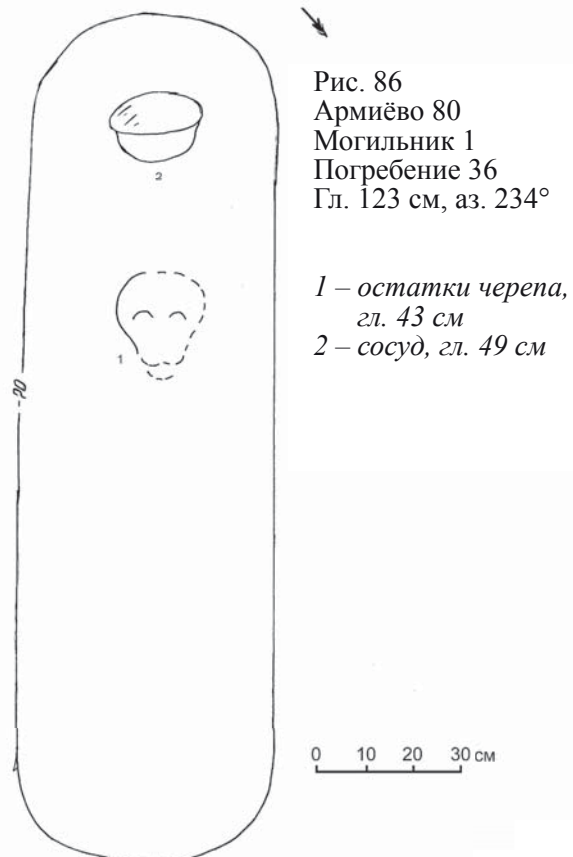 Рис. 86
Армиёво 80
Могильник 1
Погребение 36
Гл. 123 см, аз. 234°
1 – остатки черепа,
гл. 43 см
2 – сосуд, гл. 49 см
2
1
-20
0 10 20 30 см